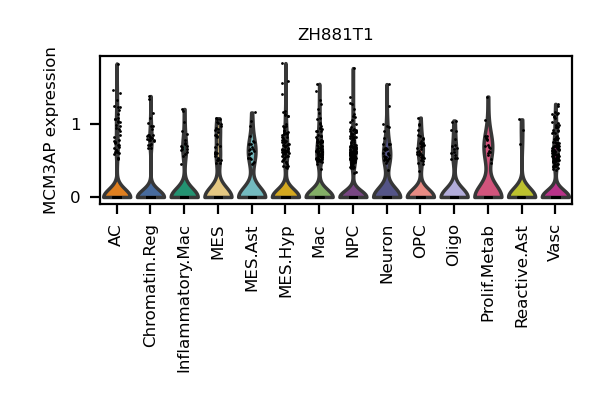 ZH881T1
MCM3AP expression
1
0
AC
Chromatin.Reg
Inflammatory.Mac
MES
MES.Ast
MES.Hyp
Mac
NPC
Neuron
OPC
Oligo
Prolif.Metab
Reactive.Ast
Vasc